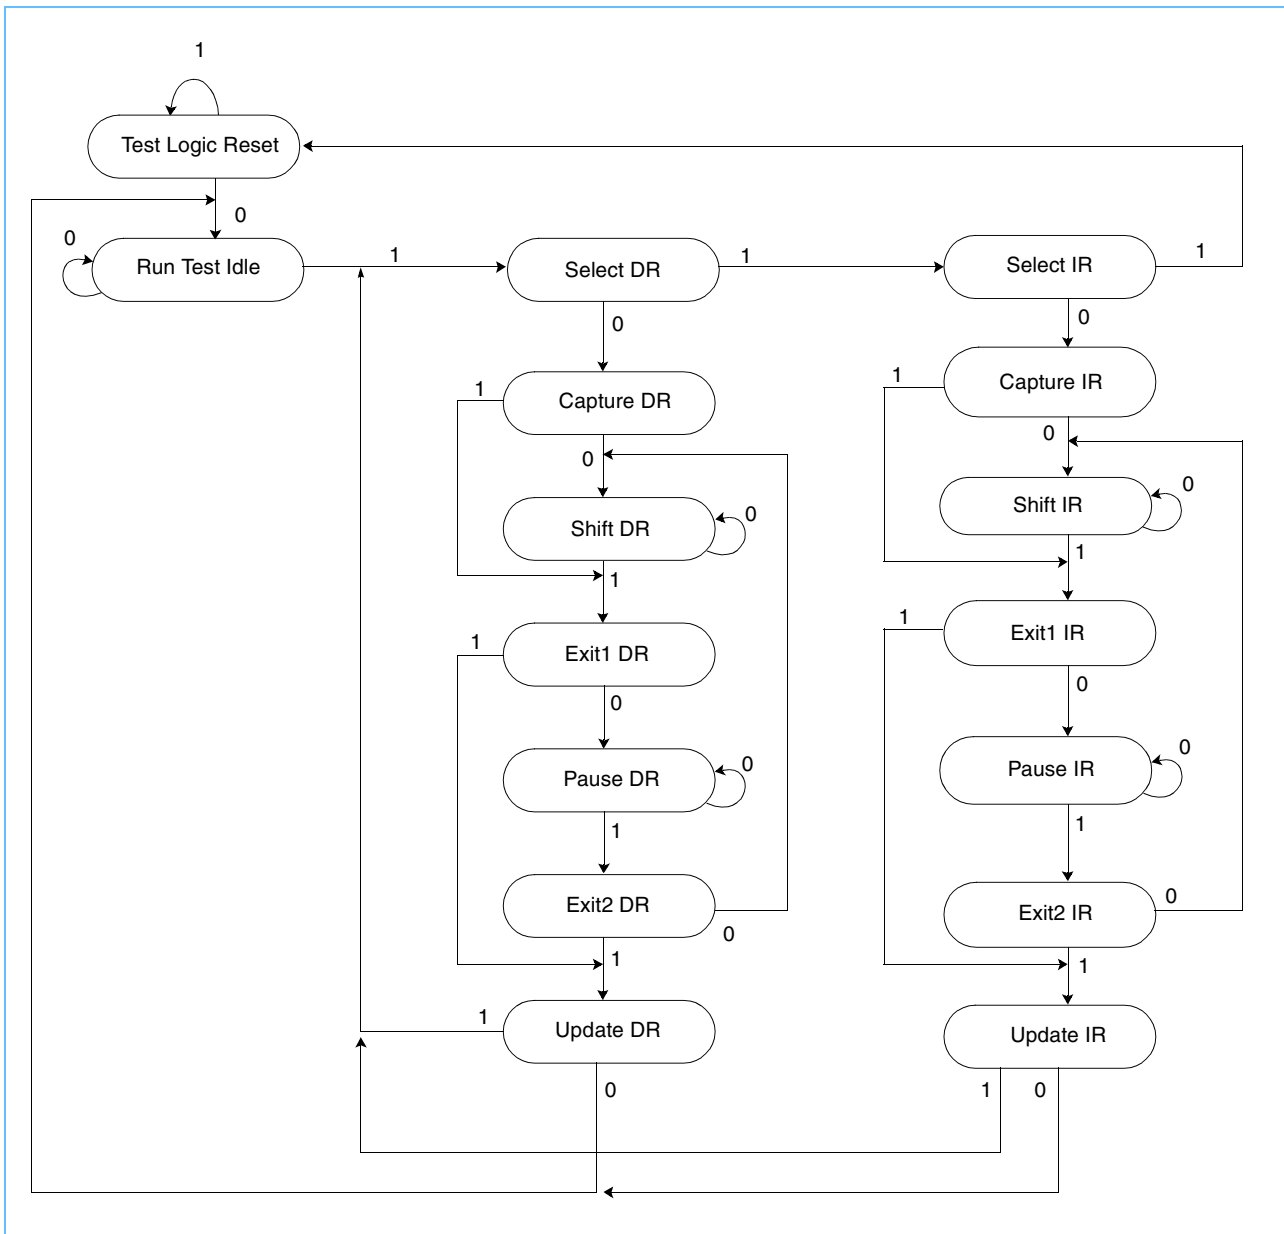 1
Test Logic Reset
0
0
Run Test Idle
1
Select DR
1
Select IR
1
0
0
1
Capture DR
1
Capture IR
0
0
Shift DR
0
Shift IR
0
1
1
1
Exit1 DR
1
Exit1 IR
0
0
Pause DR
0
Pause IR
0
1
1
Exit2 DR
0
Exit2 IR
0
1
1
1
Update DR
Update IR
0
1
0